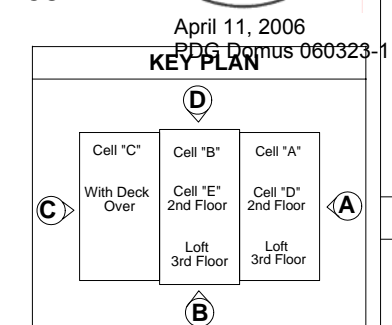 April 11, 2006
PDG Domus 060323-1
KEY PLAN
D
Cell "C"
With Deck
Over
Cell "B"
Cell "E"
2nd Floor
Loft
3rd Floor
Cell "A"
Cell "D"
2nd Floor
Loft
3rd Floor
C
A
B